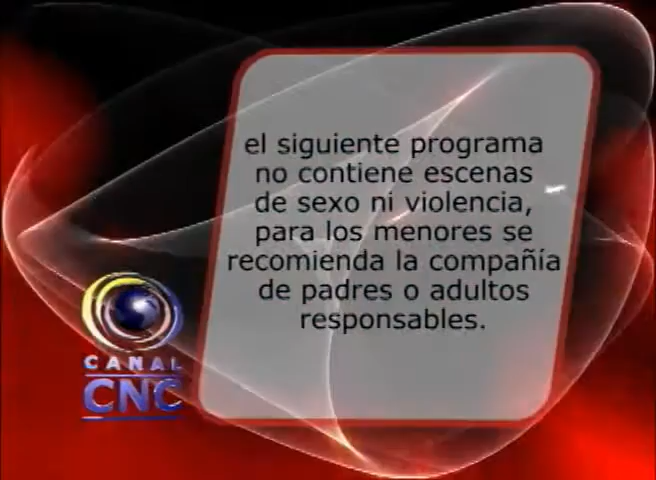 el siguiente programa
no contiene escenas
de sexo ni violencia,
para los menores se
recomienda la compañía
de padres o adultos
responsables.
CANAL
CNC